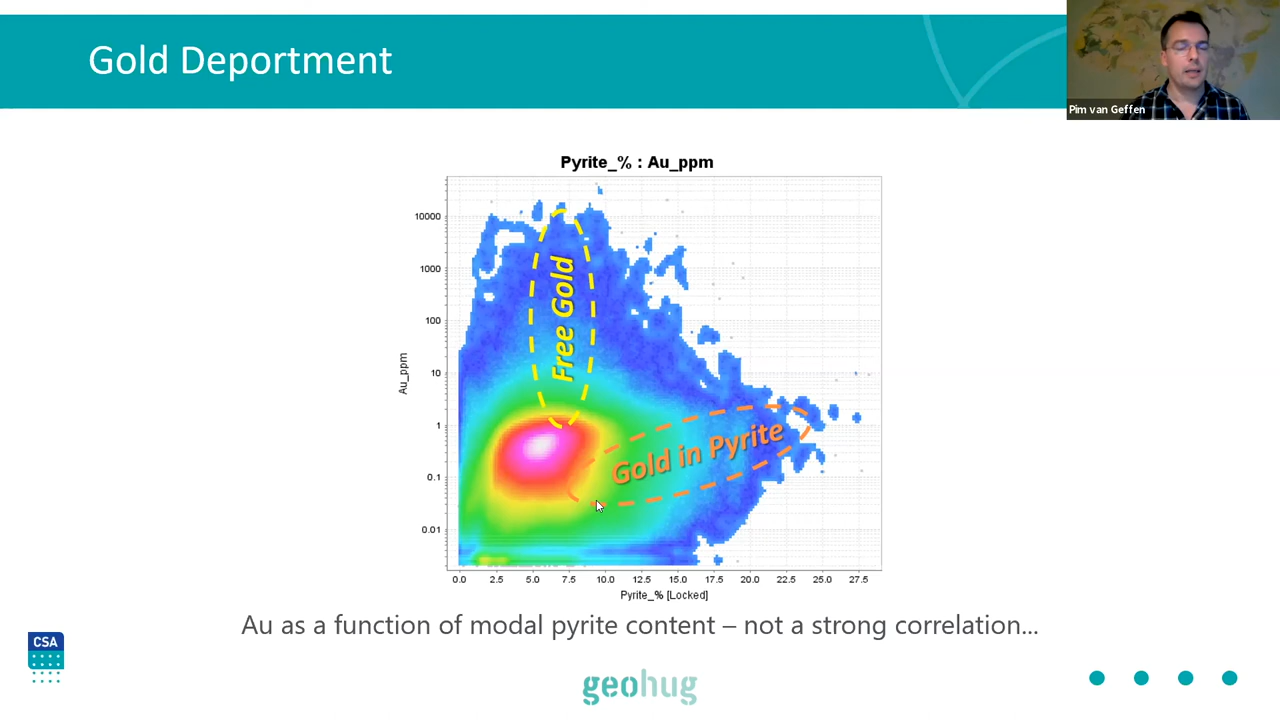 Gold Deportment
Pim van Geffen
Pyrite_% : Au_ppm
10000
1000
100
10
1
0.1
0.01
Au_ppm
Free Gold
Gold in Pyrite
0.0 2.5 5.0 7.5 10.0 12.5 15.0 17.5 20.0 22.5 25.0 27.5
Pyrite_% [Locked]
Au as a function of modal pyrite content – not a strong correlation...
CSA
geohug